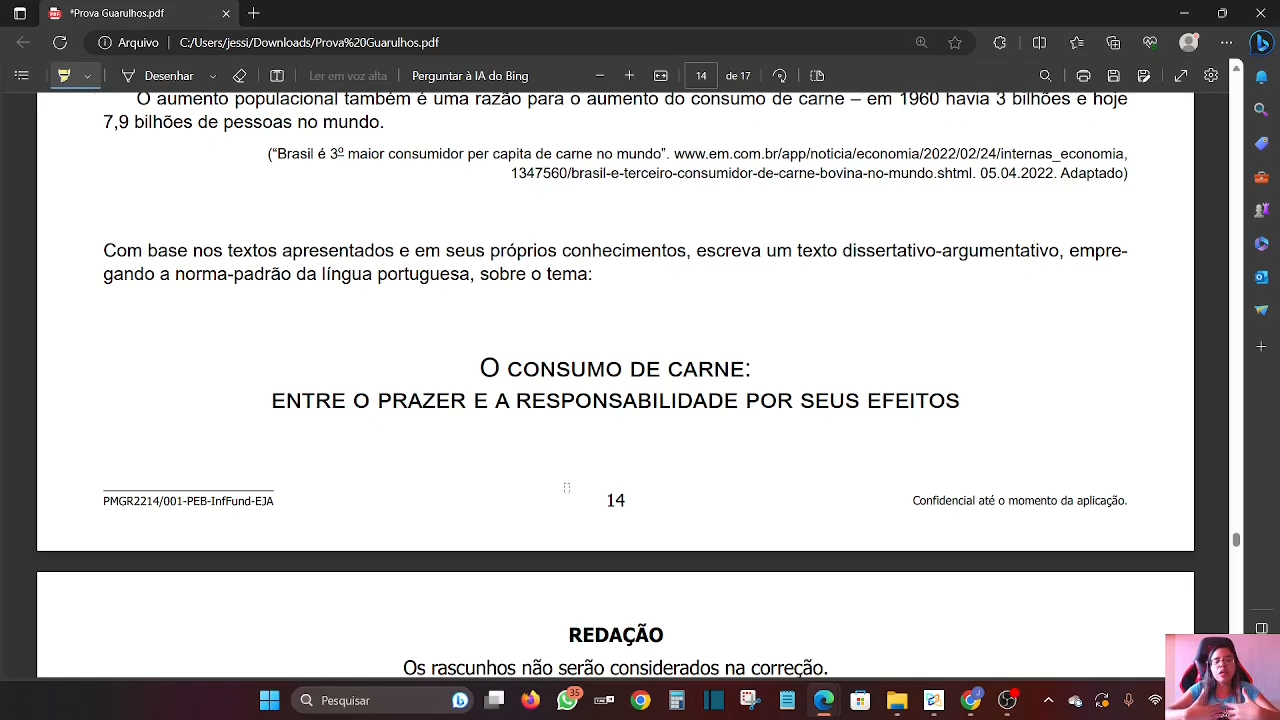 *Prova Guarulhos.pdf
Arquivo C:/Users/jessi/Downloads/Prova%20Guarulhos.pdf
Desenhar Ler em voz alta Perguntar à IA do Bing 14 de 17
O aumento populacional também é uma razão para o aumento do consumo de carne – em 1960 havia 3 bilhões e hoje
7,9 bilhões de pessoas no mundo.
(“Brasil é 3º maior consumidor per capita de carne no mundo”. www.em.com.br/app/noticia/economia/2022/02/24/internas_economia,
1347560/brasil-e-terceiro-consumidor-de-carne-bovina-no-mundo.shtml. 05.04.2022. Adaptado)
Com base nos textos apresentados e em seus próprios conhecimentos, escreva um texto dissertativo-argumentativo, empre-
gando a norma-padrão da língua portuguesa, sobre o tema:
O CONSUMO DE CARNE:
ENTRE O PRAZER E A RESPONSABILIDADE POR SEUS EFEITOS
PMGR2214/001-PEB-InfFund-EJA 14 Confidencial até o momento da aplicação.
REDAÇÃO
Os rascunhos não serão considerados na correção.
Pesquisar 35